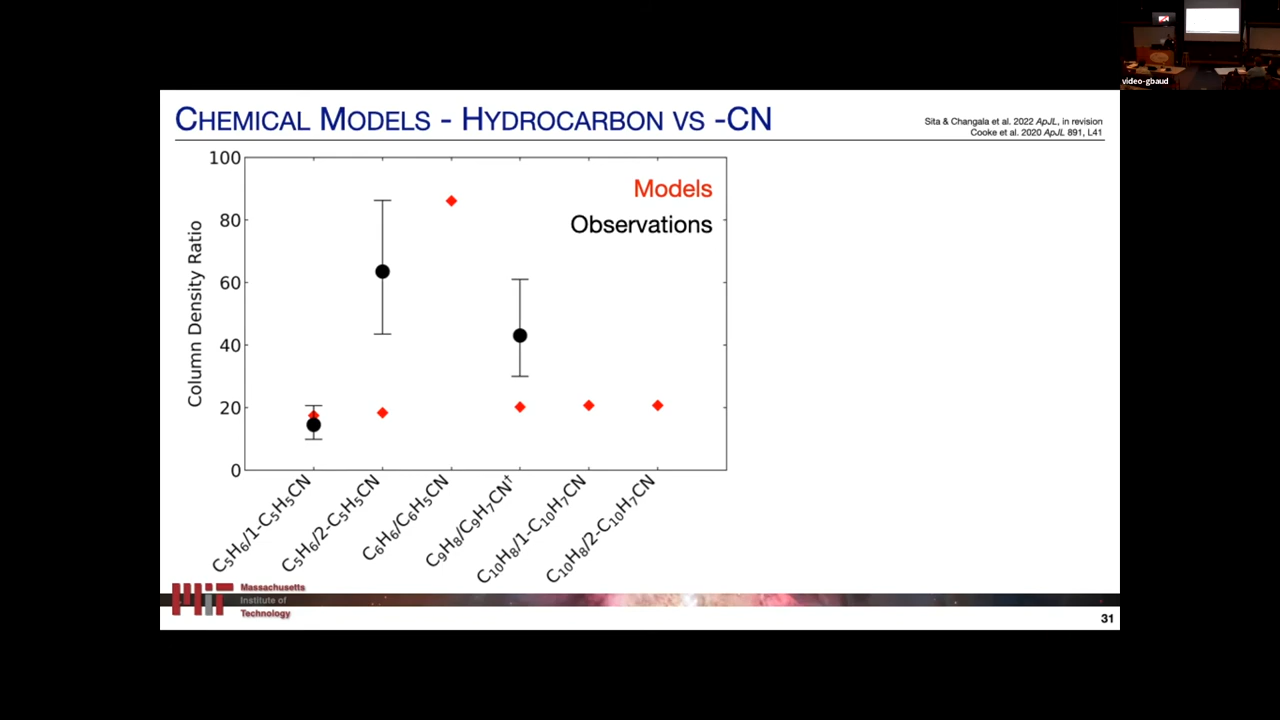 video-gbaud
CHEMICAL MODELS - HYDROCARBON VS -CN
Sita & Changala et al. 2022 ApJL, in revision
Cooke et al. 2020 ApJL 891, L41
Column Density Ratio
100
80
60
40
20
0
Models
Observations
C₅H₆/1-C₅H₅CN
C₅H₆/2-C₅H₅CN
C₆H₆/C₆H₅CN
C₉H₈/C₉H₇CN†
C₁₀H₈/1-C₁₀H₇CN
C₁₀H₈/2-C₁₀H₇CN
Massachusetts
Institute of
Technology
31